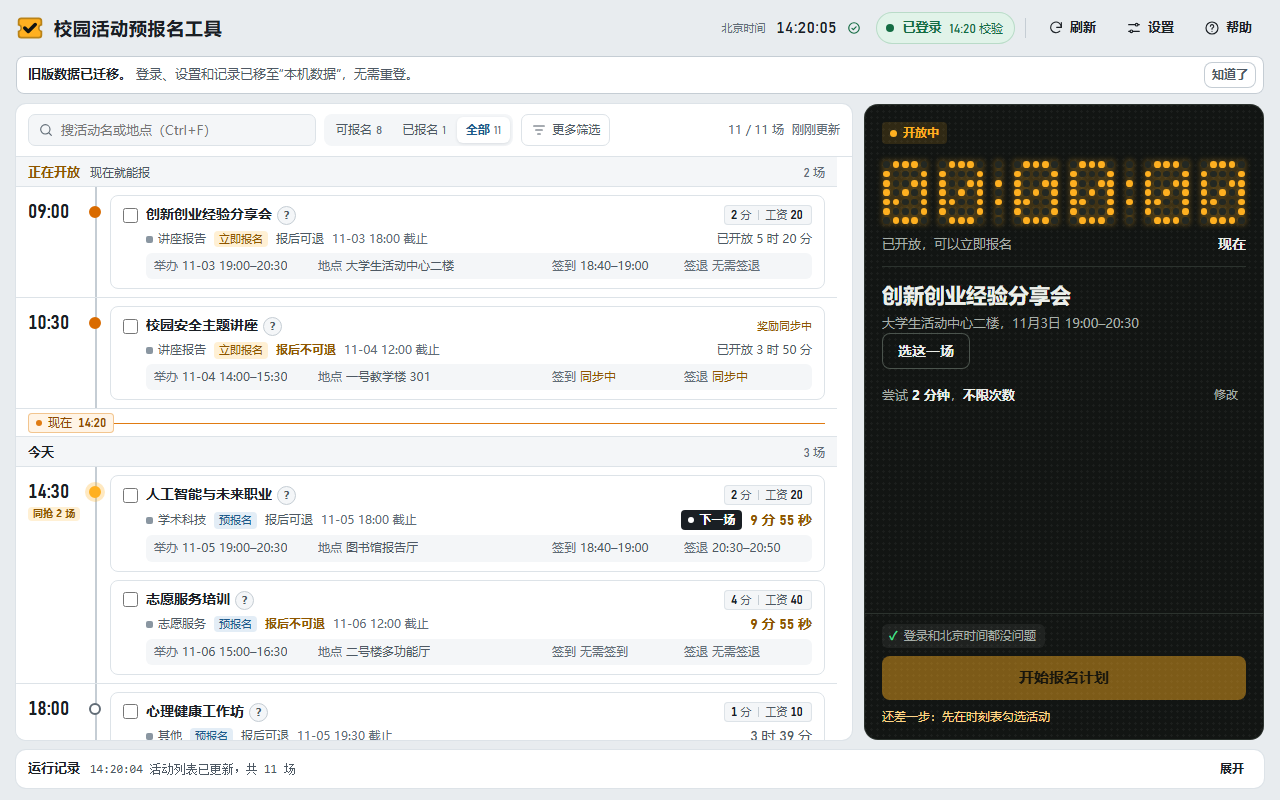 校园活动预报名工具
北京时间 14:20:05 已登录 14:20 校验 刷新 设置 帮助
旧版数据已迁移。 登录、设置和记录已移至“本机数据”，无需重登。 知道了
搜活动名或地点（Ctrl+F） 可报名 8 已报名 1 全部 11 更多筛选 11 / 11 场 刚刚更新
正在开放 现在就能报 2 场
09:00 创新创业经验分享会 ? 2 分 工资 20
讲座报告 立即报名 报后可退 11-03 18:00 截止 已开放 5 时 20 分
举办 11-03 19:00–20:30 地点 大学生活动中心二楼 签到 18:40–19:00 签退 无需签退
10:30 校园安全主题讲座 ? 奖励同步中
讲座报告 立即报名 报后不可退 11-04 12:00 截止 已开放 3 时 50 分
举办 11-04 14:00–15:30 地点 一号教学楼 301 签到 同步中 签退 同步中
现在 14:20
今天 3 场
14:30 人工智能与未来职业 ? 2 分 工资 20
同抢 2 场
学术科技 预报名 报后可退 11-05 18:00 截止 下一场 9 分 55 秒
举办 11-05 19:00–20:30 地点 图书馆报告厅 签到 18:40–19:00 签退 20:30–20:50
志愿服务培训 ? 4 分 工资 40
志愿服务 预报名 报后不可退 11-06 12:00 截止 9 分 55 秒
举办 11-06 15:00–16:30 地点 二号楼多功能厅 签到 无需签到 签退 无需签退
18:00 心理健康工作坊 ? 1 分 工资 10
其他 预报名 报后可退 11-05 19:30 截止 3 时 39 分
开放中
00:00:00
已开放，可以立即报名 现在
创新创业经验分享会
大学生活动中心二楼，11月3日 19:00–20:30
选这一场
尝试 2 分钟，不限次数 修改
登录和北京时间都没问题
开始报名计划
还差一步：先在时刻表勾选活动
运行记录 14:20:04 活动列表已更新，共 11 场 展开